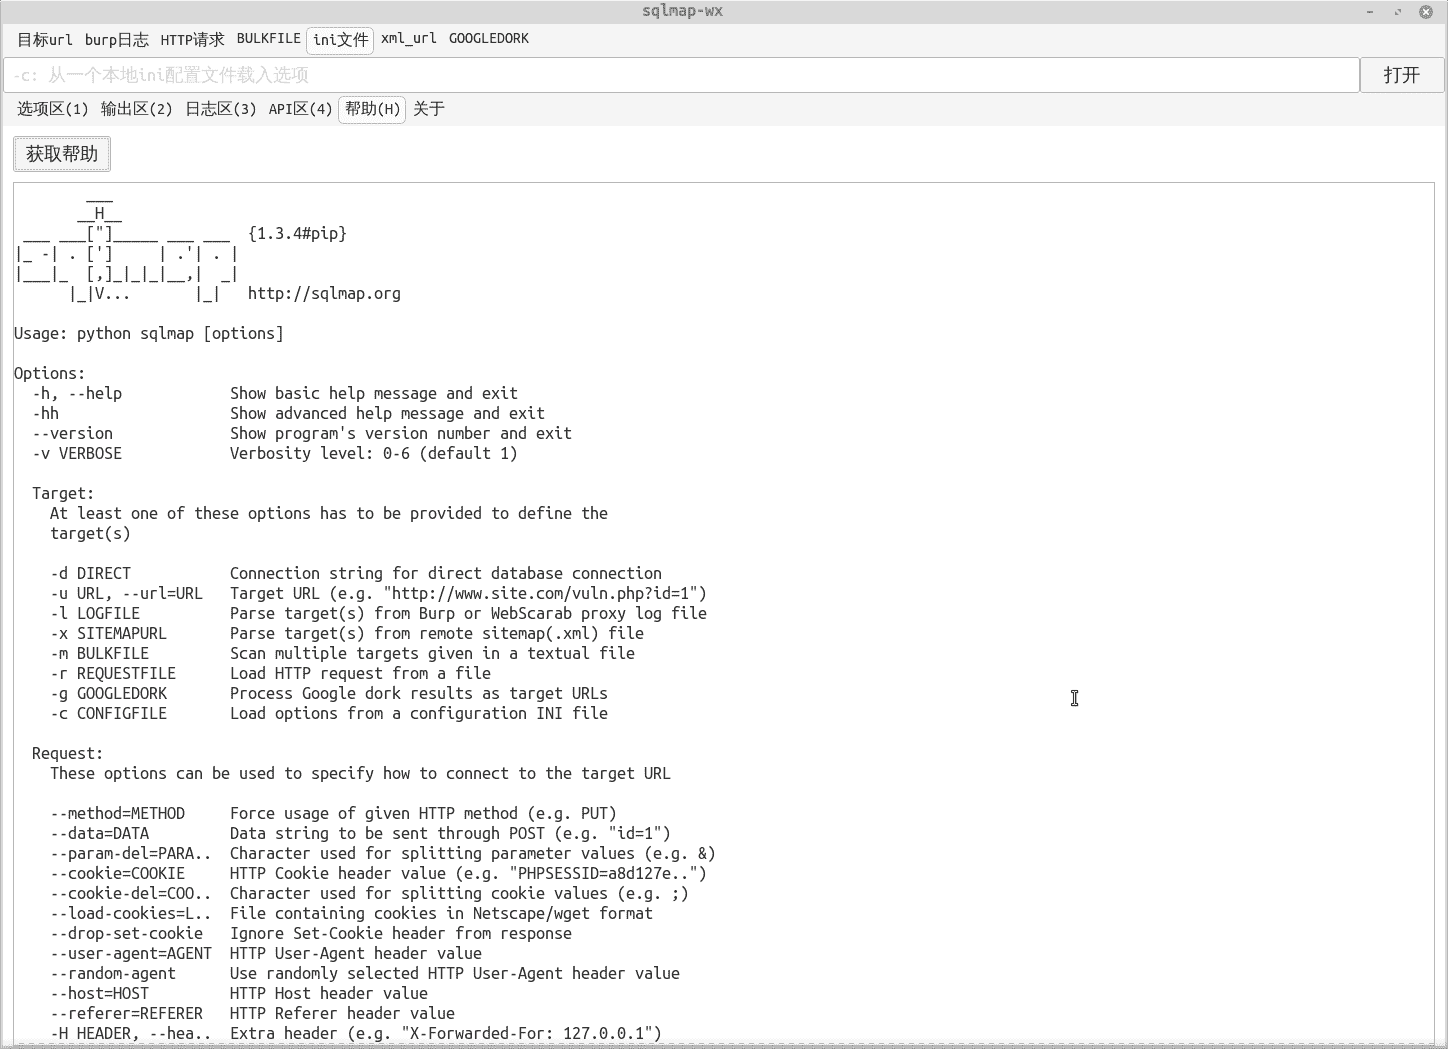 sqlmap-wx
目标url burp日志 HTTP请求 BULKFILE ini文件 xml_url GOOGLEDORK
-c: 从一个本地ini配置文件载入选项 打开
选项区(1) 输出区(2) 日志区(3) API区(4) 帮助(H) 关于
获取帮助
        ___
       __H__
 ___ ___["]_____ ___ ___  {1.3.4#pip}
|_ -| . [']     | .'| . |
|___|_  [,]_|_|_|__,|  _|
      |_|V...       |_|   http://sqlmap.org
Usage: python sqlmap [options]
Options:
  -h, --help            Show basic help message and exit
  -hh                   Show advanced help message and exit
  --version             Show program's version number and exit
  -v VERBOSE            Verbosity level: 0-6 (default 1)
  Target:
    At least one of these options has to be provided to define the
    target(s)
    -d DIRECT           Connection string for direct database connection
    -u URL, --url=URL   Target URL (e.g. "http://www.site.com/vuln.php?id=1")
    -l LOGFILE          Parse target(s) from Burp or WebScarab proxy log file
    -x SITEMAPURL       Parse target(s) from remote sitemap(.xml) file
    -m BULKFILE         Scan multiple targets given in a textual file
    -r REQUESTFILE      Load HTTP request from a file
    -g GOOGLEDORK       Process Google dork results as target URLs
    -c CONFIGFILE       Load options from a configuration INI file
  Request:
    These options can be used to specify how to connect to the target URL
    --method=METHOD     Force usage of given HTTP method (e.g. PUT)
    --data=DATA         Data string to be sent through POST (e.g. "id=1")
    --param-del=PARA..  Character used for splitting parameter values (e.g. &)
    --cookie=COOKIE     HTTP Cookie header value (e.g. "PHPSESSID=a8d127e..")
    --cookie-del=COO..  Character used for splitting cookie values (e.g. ;)
    --load-cookies=L..  File containing cookies in Netscape/wget format
    --drop-set-cookie   Ignore Set-Cookie header from response
    --user-agent=AGENT  HTTP User-Agent header value
    --random-agent      Use randomly selected HTTP User-Agent header value
    --host=HOST         HTTP Host header value
    --referer=REFERER   HTTP Referer header value
    -H HEADER, --hea..  Extra header (e.g. "X-Forwarded-For: 127.0.0.1")